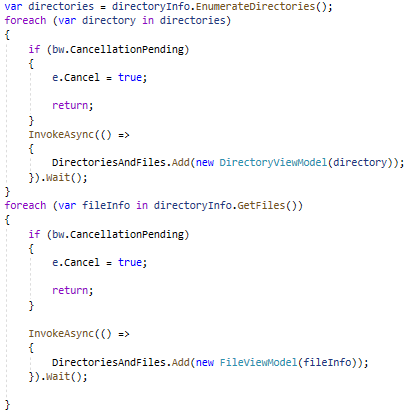 var directories = directoryInfo.EnumerateDirectories();
foreach (var directory in directories)
{
    if (bw.CancellationPending)
    {
        e.Cancel = true;

        return;
    }
    InvokeAsync(() =>
    {
        DirectoriesAndFiles.Add(new DirectoryViewModel(directory));
    }).Wait();
}
foreach (var fileInfo in directoryInfo.GetFiles())
{
    if (bw.CancellationPending)
    {
        e.Cancel = true;

        return;
    }

    InvokeAsync(() =>
    {
        DirectoriesAndFiles.Add(new FileViewModel(fileInfo));
    }).Wait();

}